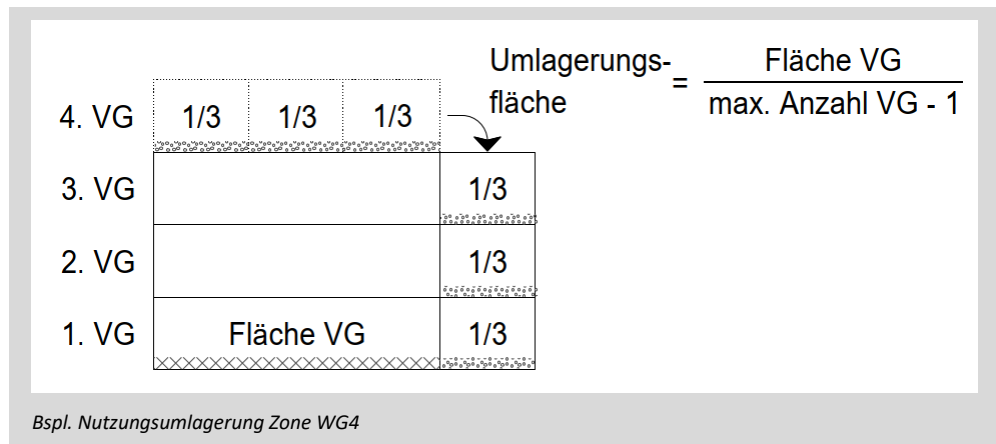 Umlagerungs-
fläche
=
Fläche VG
max. Anzahl VG - 1
4. VG 1/3 1/3 1/3
3. VG 1/3
2. VG 1/3
1. VG Fläche VG 1/3
Bspl. Nutzungsumlagerung Zone WG4